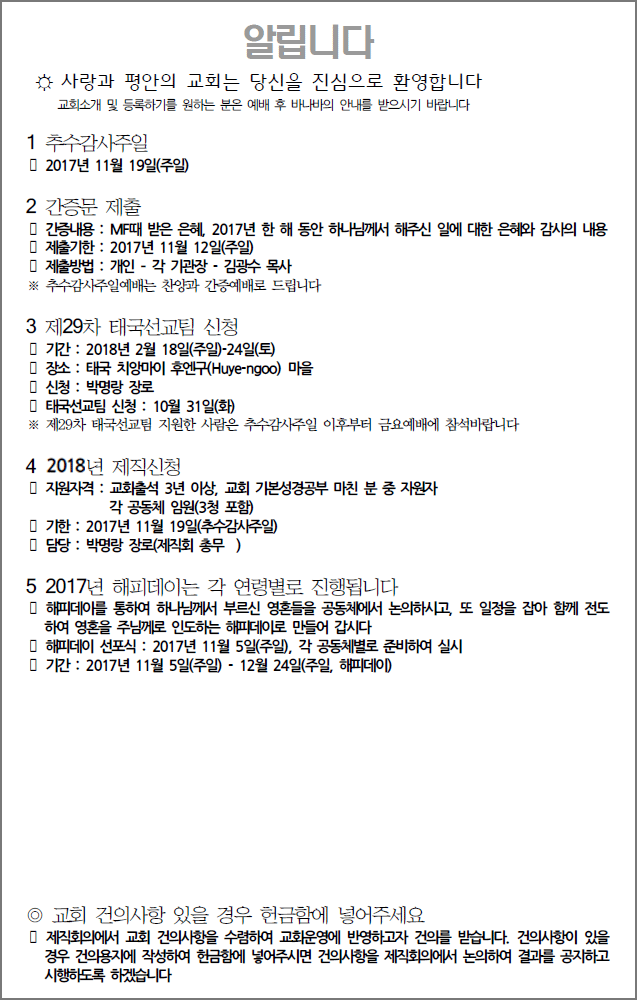 알립니다
☼ 사랑과 평안의 교회는 당신을 진심으로 환영합니다
교회소개 및 등록하기를 원하는 분은 예배 후 바나바의 안내를 받으시기 바랍니다
1 추수감사주일
▯ 2017년 11월 19일(주일)
2 간증문 제출
▯ 간증내용 : MF때 받은 은혜, 2017년 한 해 동안 하나님께서 해주신 일에 대한 은혜와 감사의 내용
▯ 제출기한 : 2017년 11월 12일(주일)
▯ 제출방법 : 개인 - 각 기관장 - 김광수 목사
※ 추수감사주일예배는 찬양과 간증예배로 드립니다
3 제29차 태국선교팀 신청
▯ 기간 : 2018년 2월 18일(주일)-24일(토)
▯ 장소 : 태국 치앙마이 후엔구(Huye-ngoo) 마을
▯ 신청 : 박명랑 장로
▯ 태국선교팀 신청 : 10월 31일(화)
※ 제29차 태국선교팀 지원한 사람은 추수감사주일 이후부터 금요예배에 참석바랍니다
4 2018년 제직신청
▯ 지원자격 : 교회출석 3년 이상, 교회 기본성경공부 마친 분 중 자원자
각 공동체 임원(3청 포함)
▯ 기한 : 2017년 11월 19일(추수감사주일)
▯ 담당 : 박명랑 장로(제직회 총무 )
5 2017년 해피데이는 각 연령별로 진행됩니다
▯ 해피데이를 통하여 하나님께서 부르신 영혼들을 공동체에서 논의하시고, 또 일정을 잡아 함께 전도
하여 영혼을 주님께로 인도하는 해피데이로 만들어 갑시다
▯ 해피데이 선포식 : 2017년 11월 5일(주일), 각 공동체별로 준비하여 실시
▯ 기간 : 2017년 11월 5일(주일) - 12월 24일(주일, 해피데이)
◎ 교회 건의사항 있을 경우 헌금함에 넣어주세요
▯ 제직회의에서 교회 건의사항을 수렴하여 교회운영에 반영하고자 건의를 받습니다. 건의사항이 있을
경우 건의용지에 작성하여 헌금함에 넣어주시면 건의사항을 제직회의에서 논의하여 결과를 공지하고
시행하도록 하겠습니다